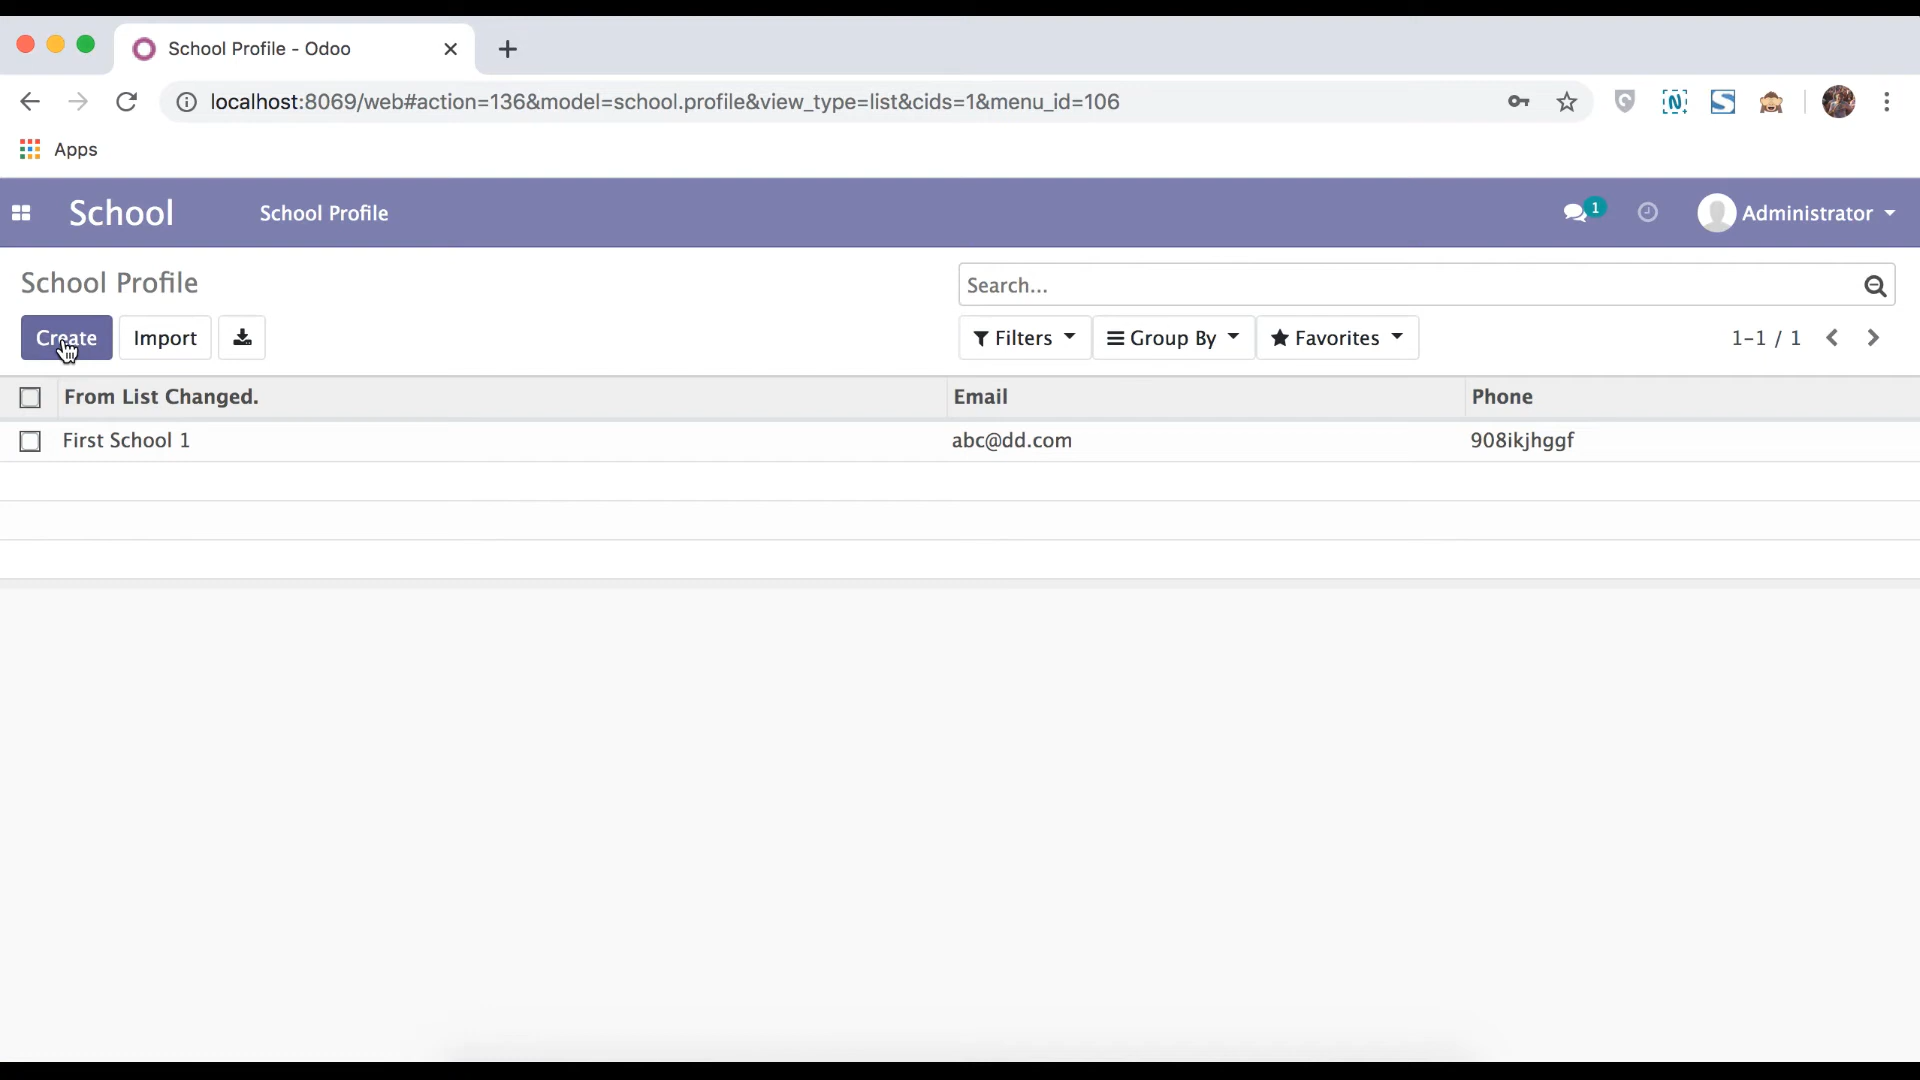 School Profile - Odoo
localhost:8069/web#action=136&model=school.profile&view_type=list&cids=1&menu_id=106
Apps
School School Profile 1 Administrator
School Profile Search...
Create Import Filters Group By Favorites 1-1 / 1
From List Changed. Email Phone
First School 1 abc@dd.com 908ikjhggf